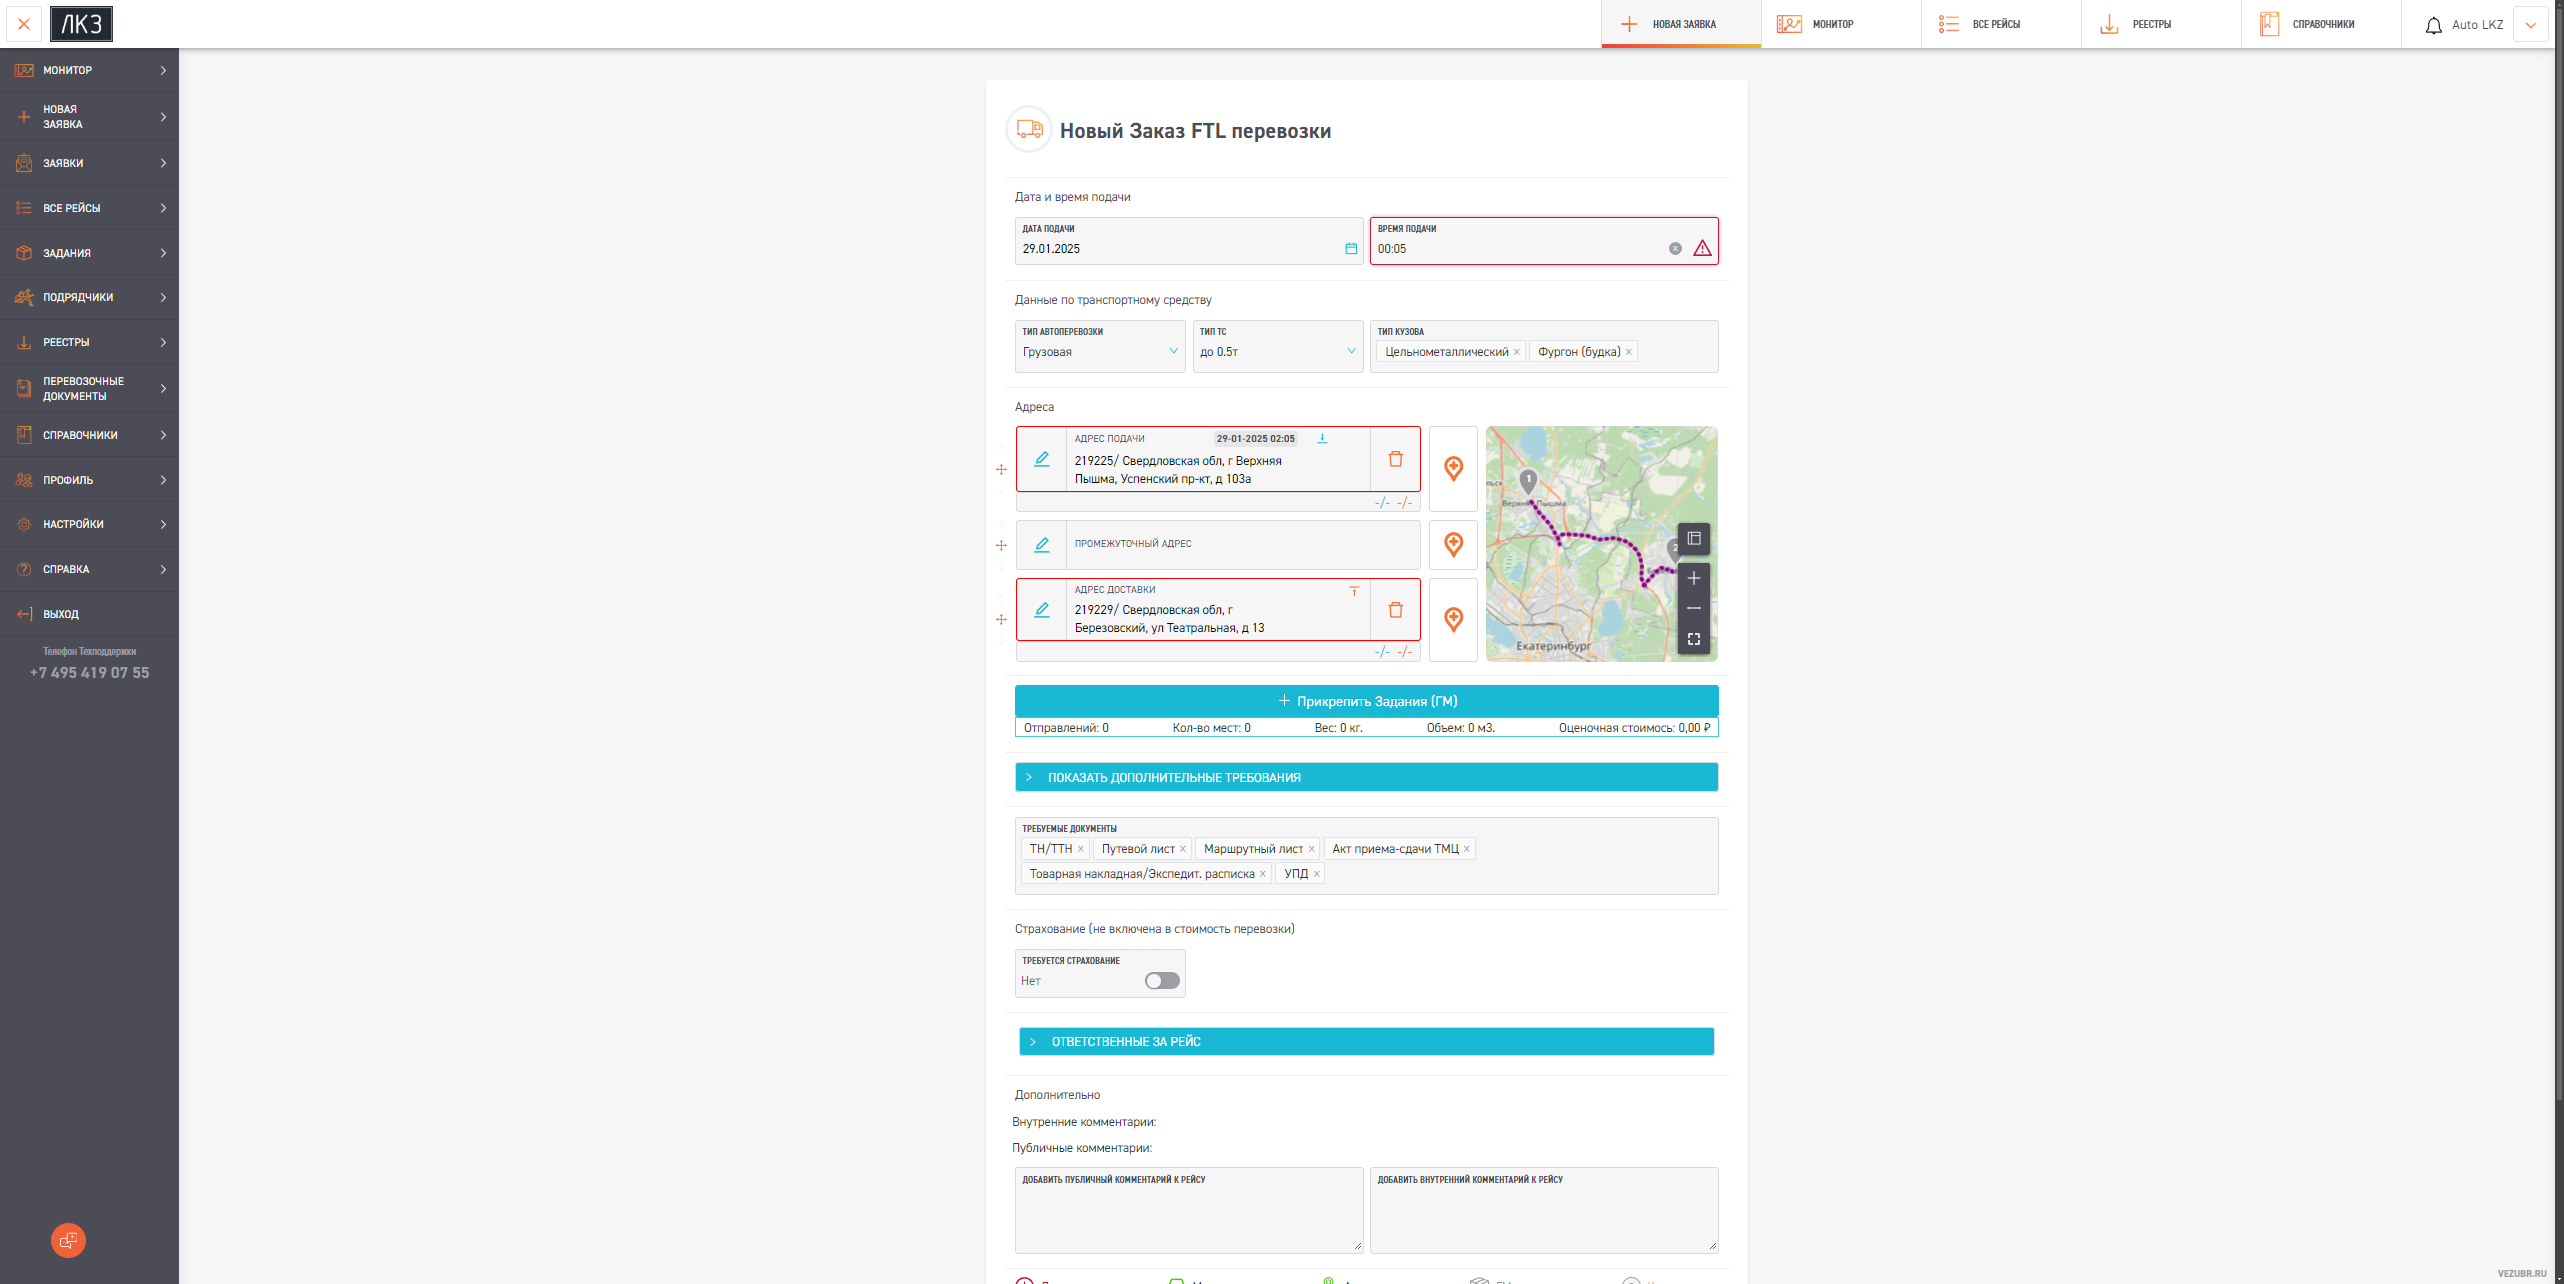 ЛКЗ
НОВАЯ ЗАЯВКА
МОНИТОР
ВСЕ РЕЙСЫ
РЕЕСТРЫ
СПРАВОЧНИКИ
Auto LKZ
МОНИТОР
НОВАЯ
ЗАЯВКА
ЗАЯВКИ
ВСЕ РЕЙСЫ
ЗАДАНИЯ
ПОДРЯДЧИКИ
РЕЕСТРЫ
ПЕРЕВОЗОЧНЫЕ
ДОКУМЕНТЫ
СПРАВОЧНИКИ
ПРОФИЛЬ
НАСТРОЙКИ
СПРАВКА
ВЫХОД
Телефон Техподдержки
+7 495 419 07 55
Новый Заказ FTL перевозки
Дата и время подачи
ДАТА ПОДАЧИ
29.01.2025
ВРЕМЯ ПОДАЧИ
00:05
Данные по транспортному средству
ТИП АВТОПЕРЕВОЗКИ
Грузовая
ТИП ТС
до 0.5т
ТИП КУЗОВА
Цельнометаллический × Фургон (будка) ×
Адреса
АДРЕС ПОДАЧИ 29-01-2025 02:05
219225/ Свердловская обл, г Верхняя
Пышма, Успенский пр-кт, д 103а
-/- -/-
ПРОМЕЖУТОЧНЫЙ АДРЕС
АДРЕС ДОСТАВКИ
219229/ Свердловская обл, г
Березовский, ул Театральная, д 13
-/- -/-
1
Верхняя Пышма
2
Екатеринбург
+ Прикрепить Задания (ГМ)
Отправлений: 0 Кол-во мест: 0 Вес: 0 кг. Объем: 0 м3. Оценочная стоимось: 0,00 ₽
ПОКАЗАТЬ ДОПОЛНИТЕЛЬНЫЕ ТРЕБОВАНИЯ
ТРЕБУЕМЫЕ ДОКУМЕНТЫ
ТН/ТТН × Путевой лист × Маршрутный лист × Акт приема-сдачи ТМЦ ×
Товарная накладная/Экспедит. расписка × УПД ×
Страхование (не включена в стоимость перевозки)
ТРЕБУЕТСЯ СТРАХОВАНИЕ
Нет
ОТВЕТСТВЕННЫЕ ЗА РЕЙС
Дополнительно
Внутренние комментарии:
Публичные комментарии:
ДОБАВИТЬ ПУБЛИЧНЫЙ КОММЕНТАРИЙ К РЕЙСУ
ДОБАВИТЬ ВНУТРЕННИЙ КОММЕНТАРИЙ К РЕЙСУ
VEZUBR.RU